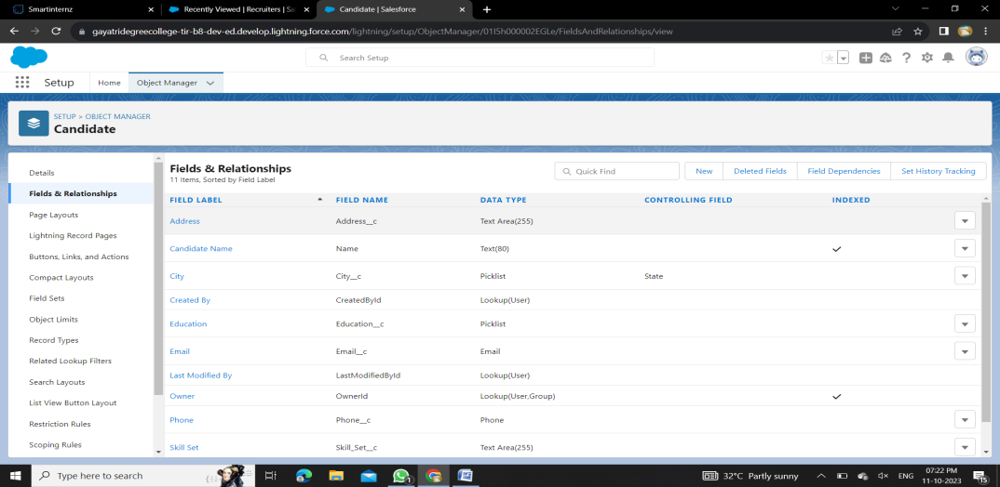 Smartinternz
Recently Viewed | Recruiters | Sa
Candidate | Salesforce
gayatridegreecollege-tir-b8-dev-ed.develop.lightning.force.com/lightning/setup/ObjectManager/01I5h000002EGLe/FieldsAndRelationships/view
Search Setup
Setup
Home
Object Manager
SETUP > OBJECT MANAGER
Candidate
Details
Fields & Relationships
Page Layouts
Lightning Record Pages
Buttons, Links, and Actions
Compact Layouts
Field Sets
Object Limits
Record Types
Related Lookup Filters
Search Layouts
List View Button Layout
Restriction Rules
Scoping Rules
Fields & Relationships
11 Items, Sorted by Field Label
Quick Find
New
Deleted Fields
Field Dependencies
Set History Tracking
FIELD LABEL FIELD NAME DATA TYPE CONTROLLING FIELD INDEXED
Address Address__c Text Area(255)
Candidate Name Name Text(80)
City City__c Picklist State
Created By CreatedById Lookup(User)
Education Education__c Picklist
Email Email__c Email
Last Modified By LastModifiedById Lookup(User)
Owner OwnerId Lookup(User,Group)
Phone Phone__c Phone
Skill Set Skill_Set__c Text Area(255)
Type here to search
1
32°C Partly sunny
ENG
07:22 PM
11-10-2023
15